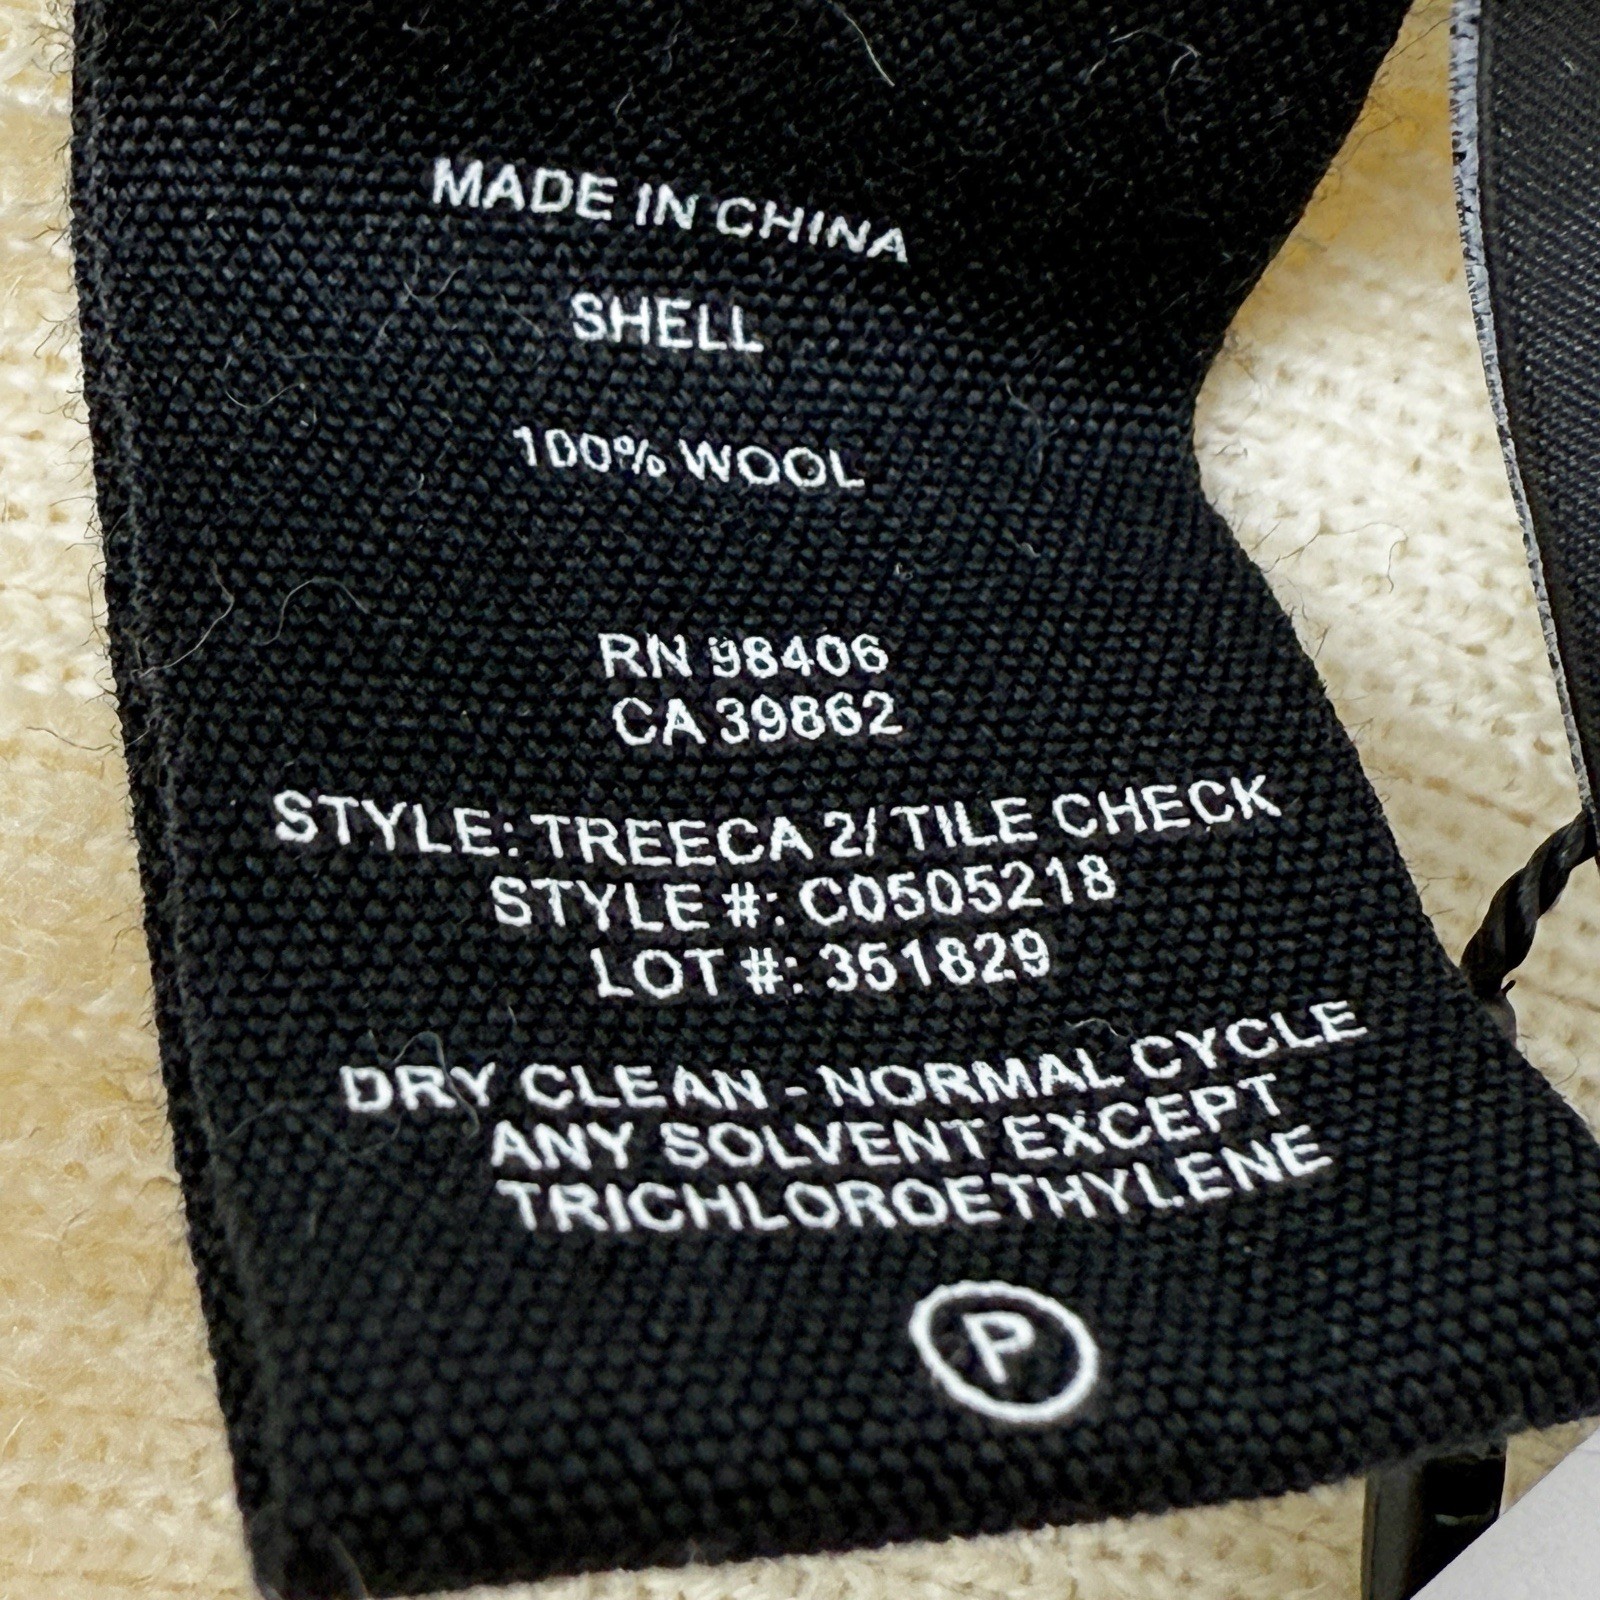 MADE IN CHINA
SHELL
100% WOOL
RN 98406
CA 39862
STYLE: TREECA 2/ TILE CHECK
STYLE #: C0505218
LOT #: 351829
DRY CLEAN - NORMAL CYCLE
ANY SOLVENT EXCEPT
TRICHLOROETHYLENE
P